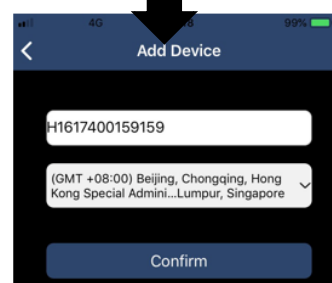 4G 99%
Add Device
H1617400159159
(GMT +08:00) Beijing, Chongqing, Hong
Kong Special Admini...Lumpur, Singapore
Confirm